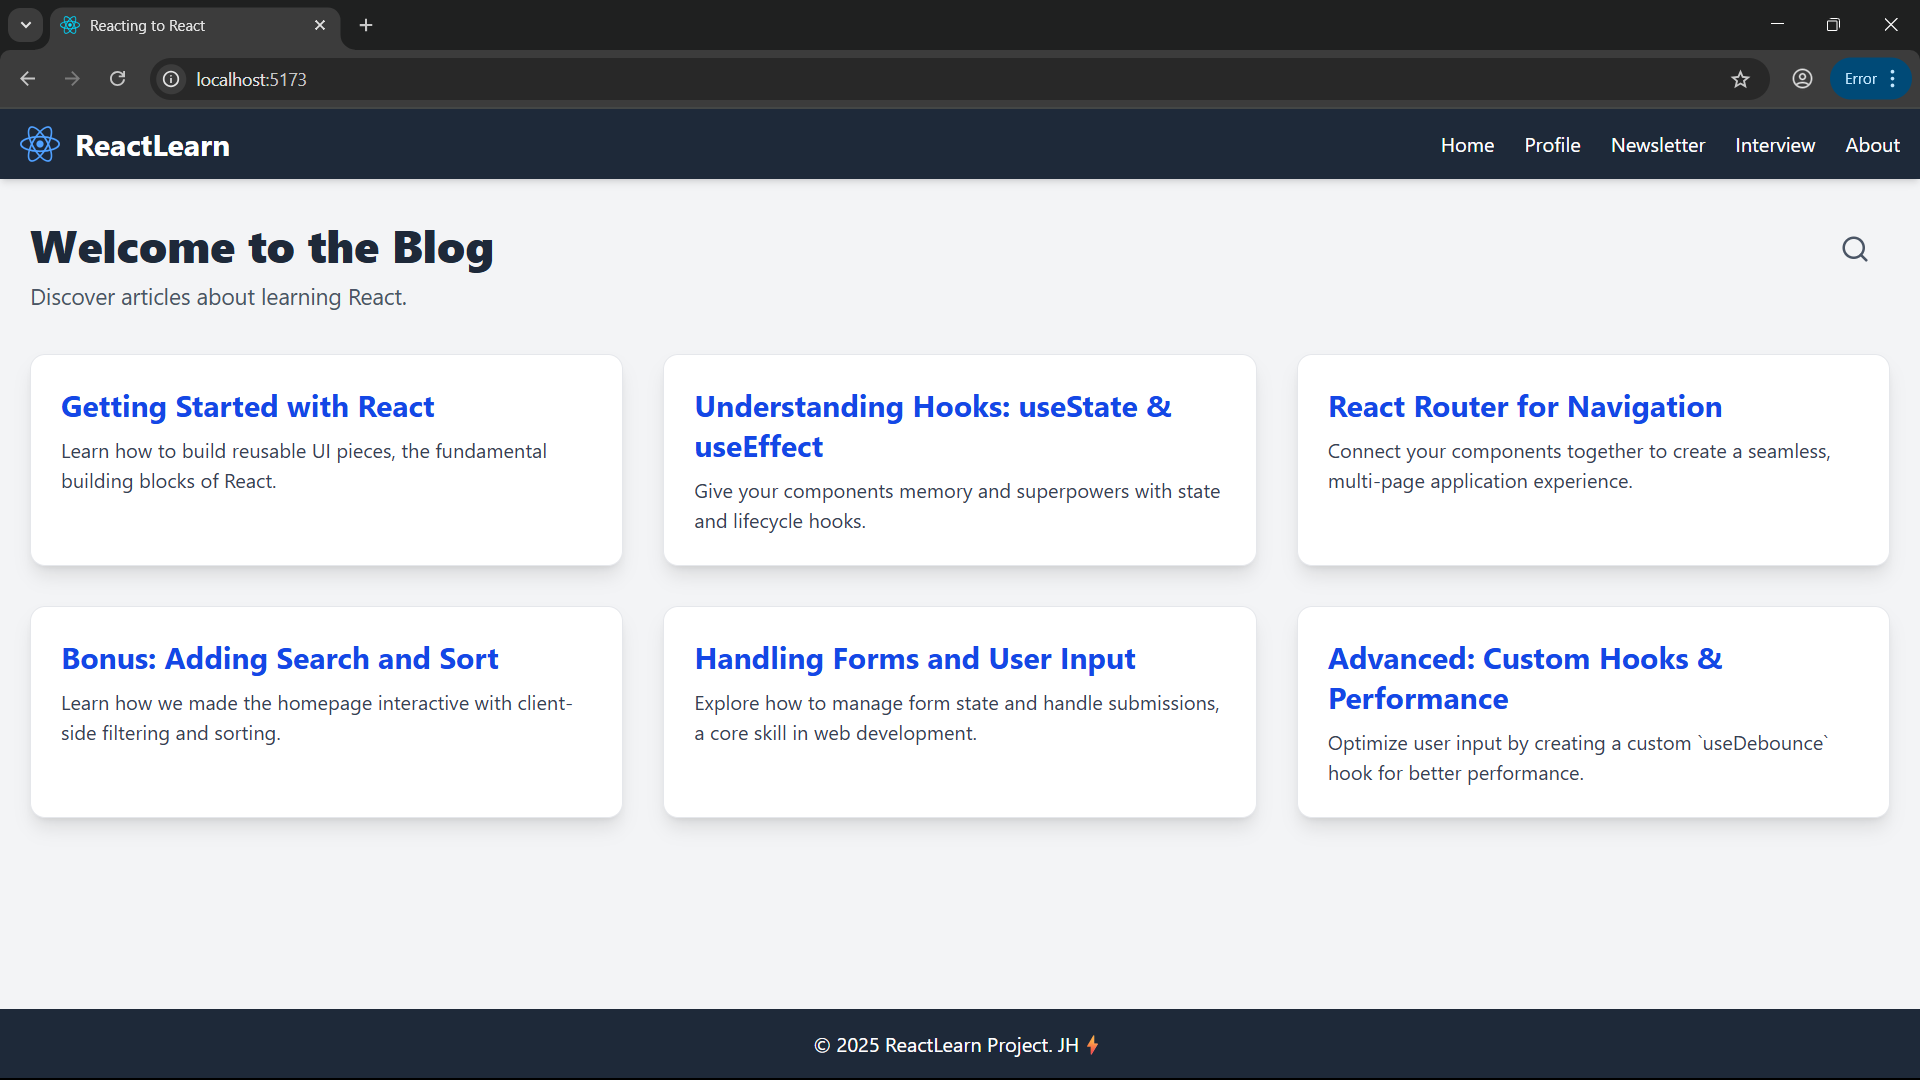 Reacting to React
localhost:5173
Error
ReactLearn
Home Profile Newsletter Interview About
Welcome to the Blog
Discover articles about learning React.
Getting Started with React
Learn how to build reusable UI pieces, the fundamental
building blocks of React.
Understanding Hooks: useState &
useEffect
Give your components memory and superpowers with state
and lifecycle hooks.
React Router for Navigation
Connect your components together to create a seamless,
multi-page application experience.
Bonus: Adding Search and Sort
Learn how we made the homepage interactive with client-
side filtering and sorting.
Handling Forms and User Input
Explore how to manage form state and handle submissions,
a core skill in web development.
Advanced: Custom Hooks &
Performance
Optimize user input by creating a custom `useDebounce`
hook for better performance.
© 2025 ReactLearn Project. JH⚡